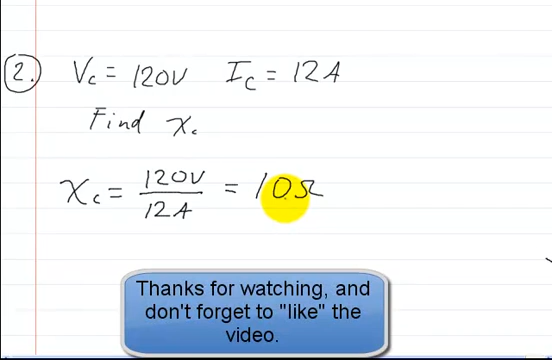 2. Vc = 120V Ic = 12A
Find Xc
Xc = 120V / 12A = 10Ω
Thanks for watching, and
don't forget to "like" the
video.